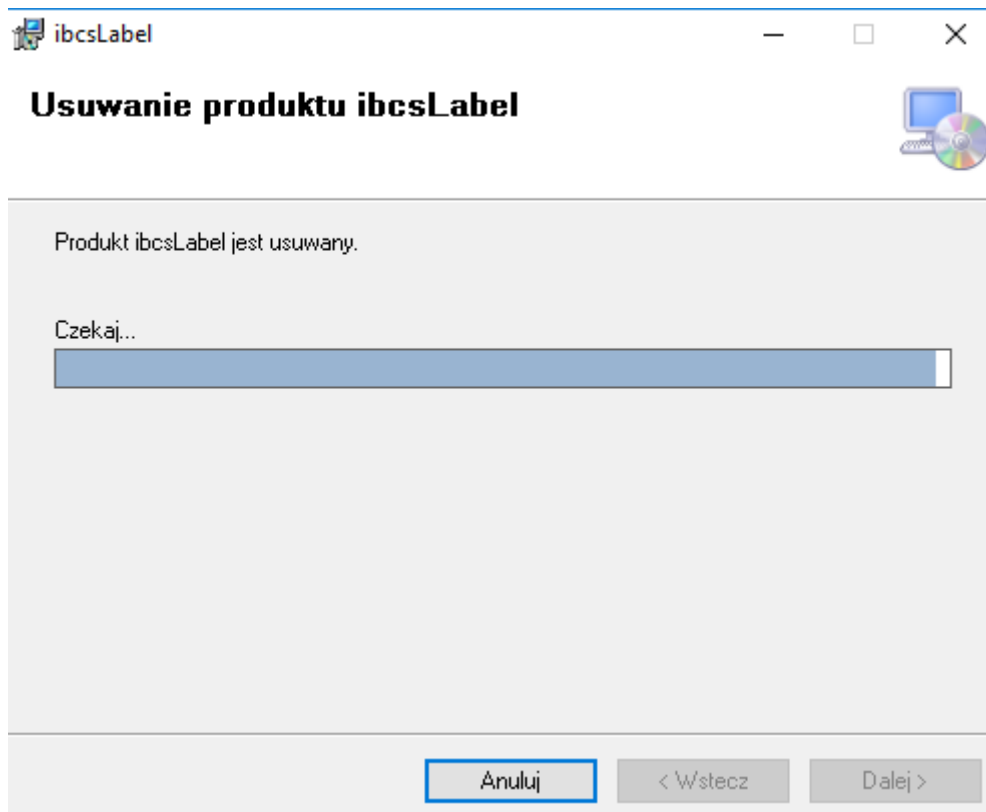 ibcsLabel
Usuwanie produktu ibcsLabel
Produkt ibcsLabel jest usuwany.
Czekaj...
Anuluj
< Wstecz
Dalej >